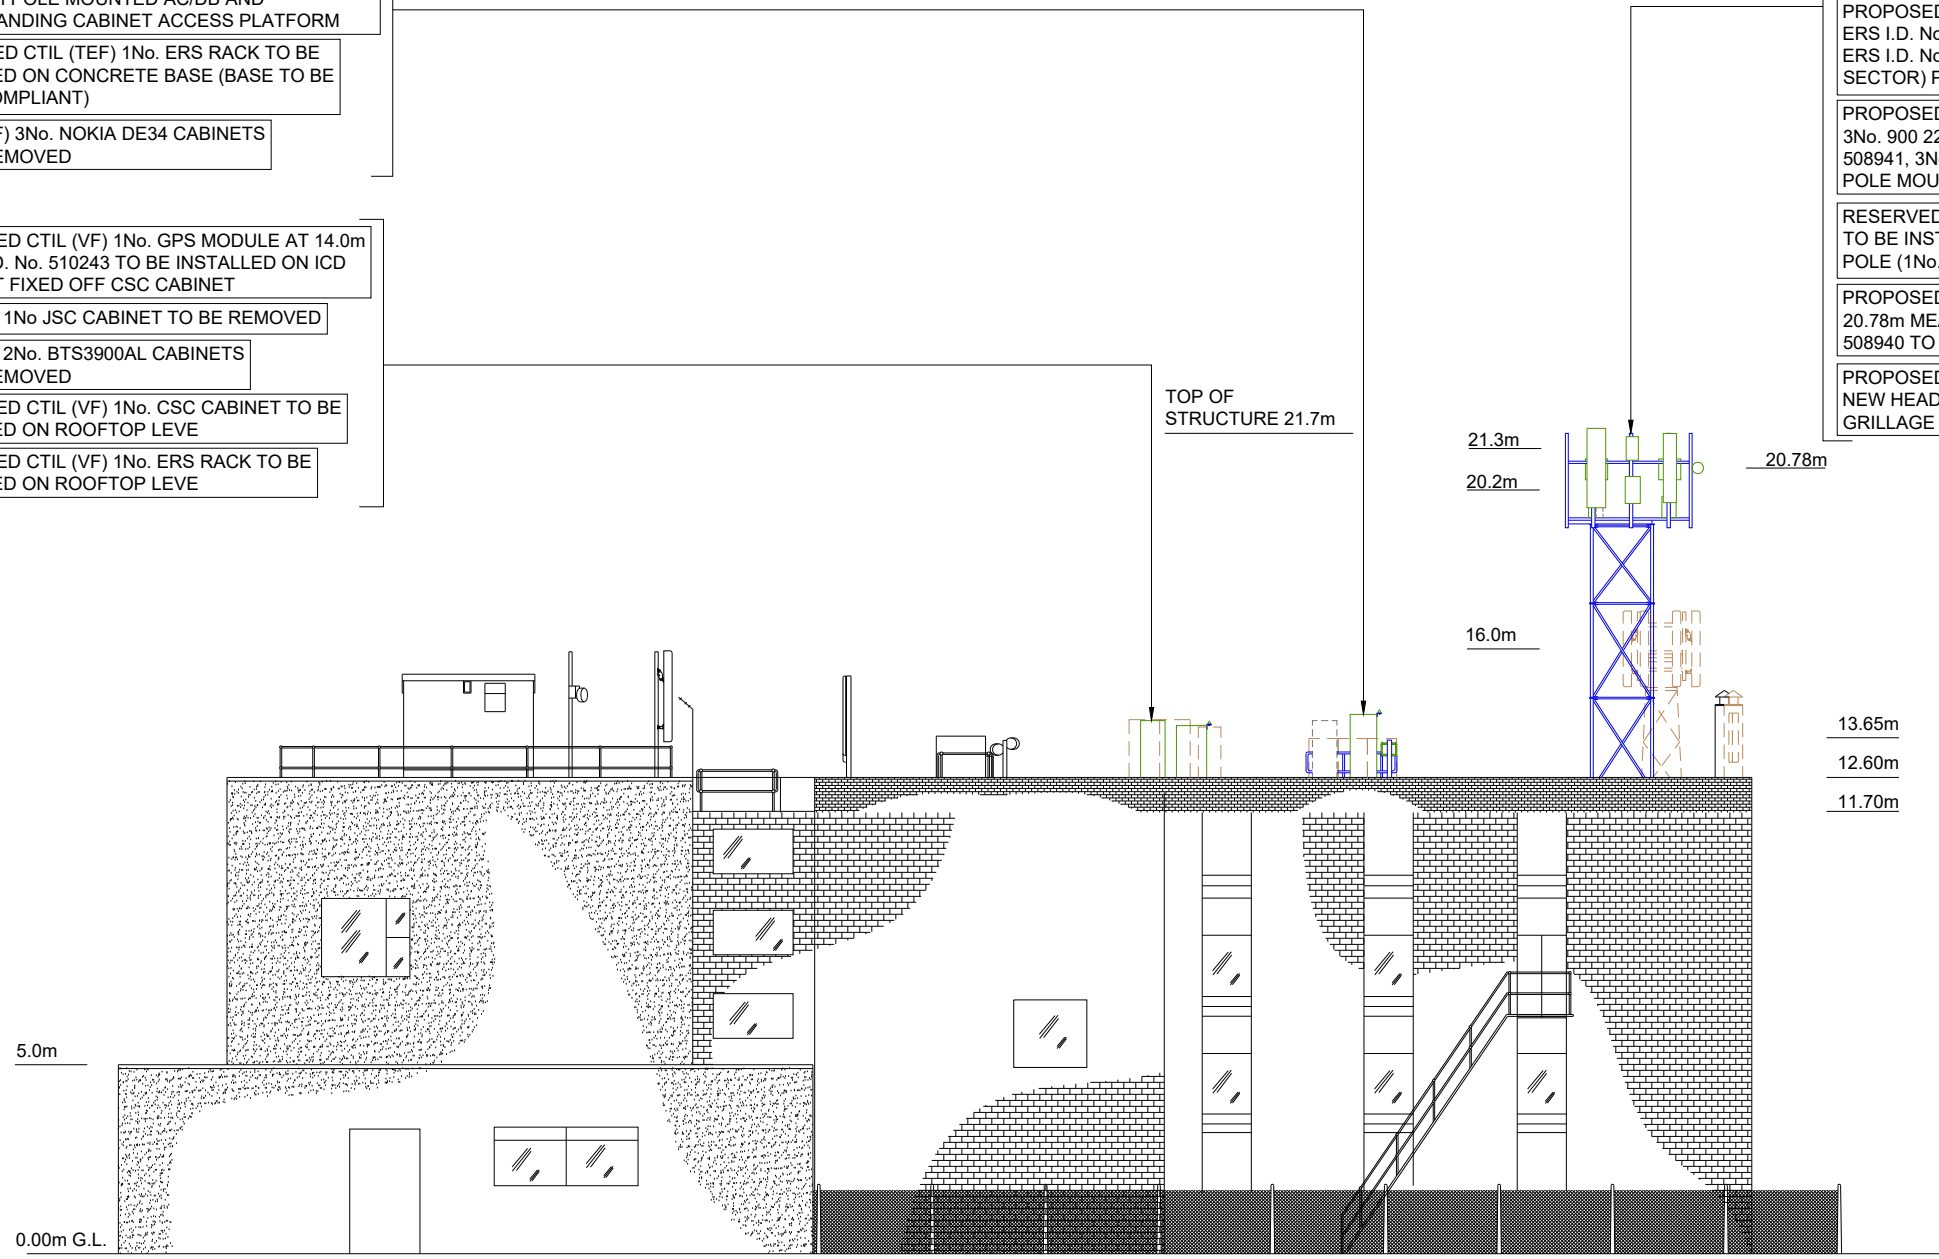 POLE MOUNTED AC/DB AND
ANDING CABINET ACCESS PLATFORM
ED CTIL (TEF) 1No. ERS RACK TO BE
ED ON CONCRETE BASE (BASE TO BE
OMPLIANT)
F) 3No. NOKIA DE34 CABINETS
EMOVED
ED CTIL (VF) 1No. GPS MODULE AT 14.0m
D. No. 510243 TO BE INSTALLED ON ICD
T FIXED OFF CSC CABINET
1No JSC CABINET TO BE REMOVED
2No. BTS3900AL CABINETS
EMOVED
ED CTIL (VF) 1No. CSC CABINET TO BE
ED ON ROOFTOP LEVE
ED CTIL (VF) 1No. ERS RACK TO BE
ED ON ROOFTOP LEVE
PROPOSED
ERS I.D. No
ERS I.D. No
SECTOR) P
PROPOSED
3No. 900 22
508941, 3N
POLE MOU
RESERVED
TO BE INST
POLE (1No.
PROPOSED
20.78m MEA
508940 TO
PROPOSED
NEW HEAD
GRILLAGE
TOP OF
STRUCTURE 21.7m
21.3m
20.2m
20.78m
16.0m
13.65m
12.60m
11.70m
5.0m
0.00m G.L.